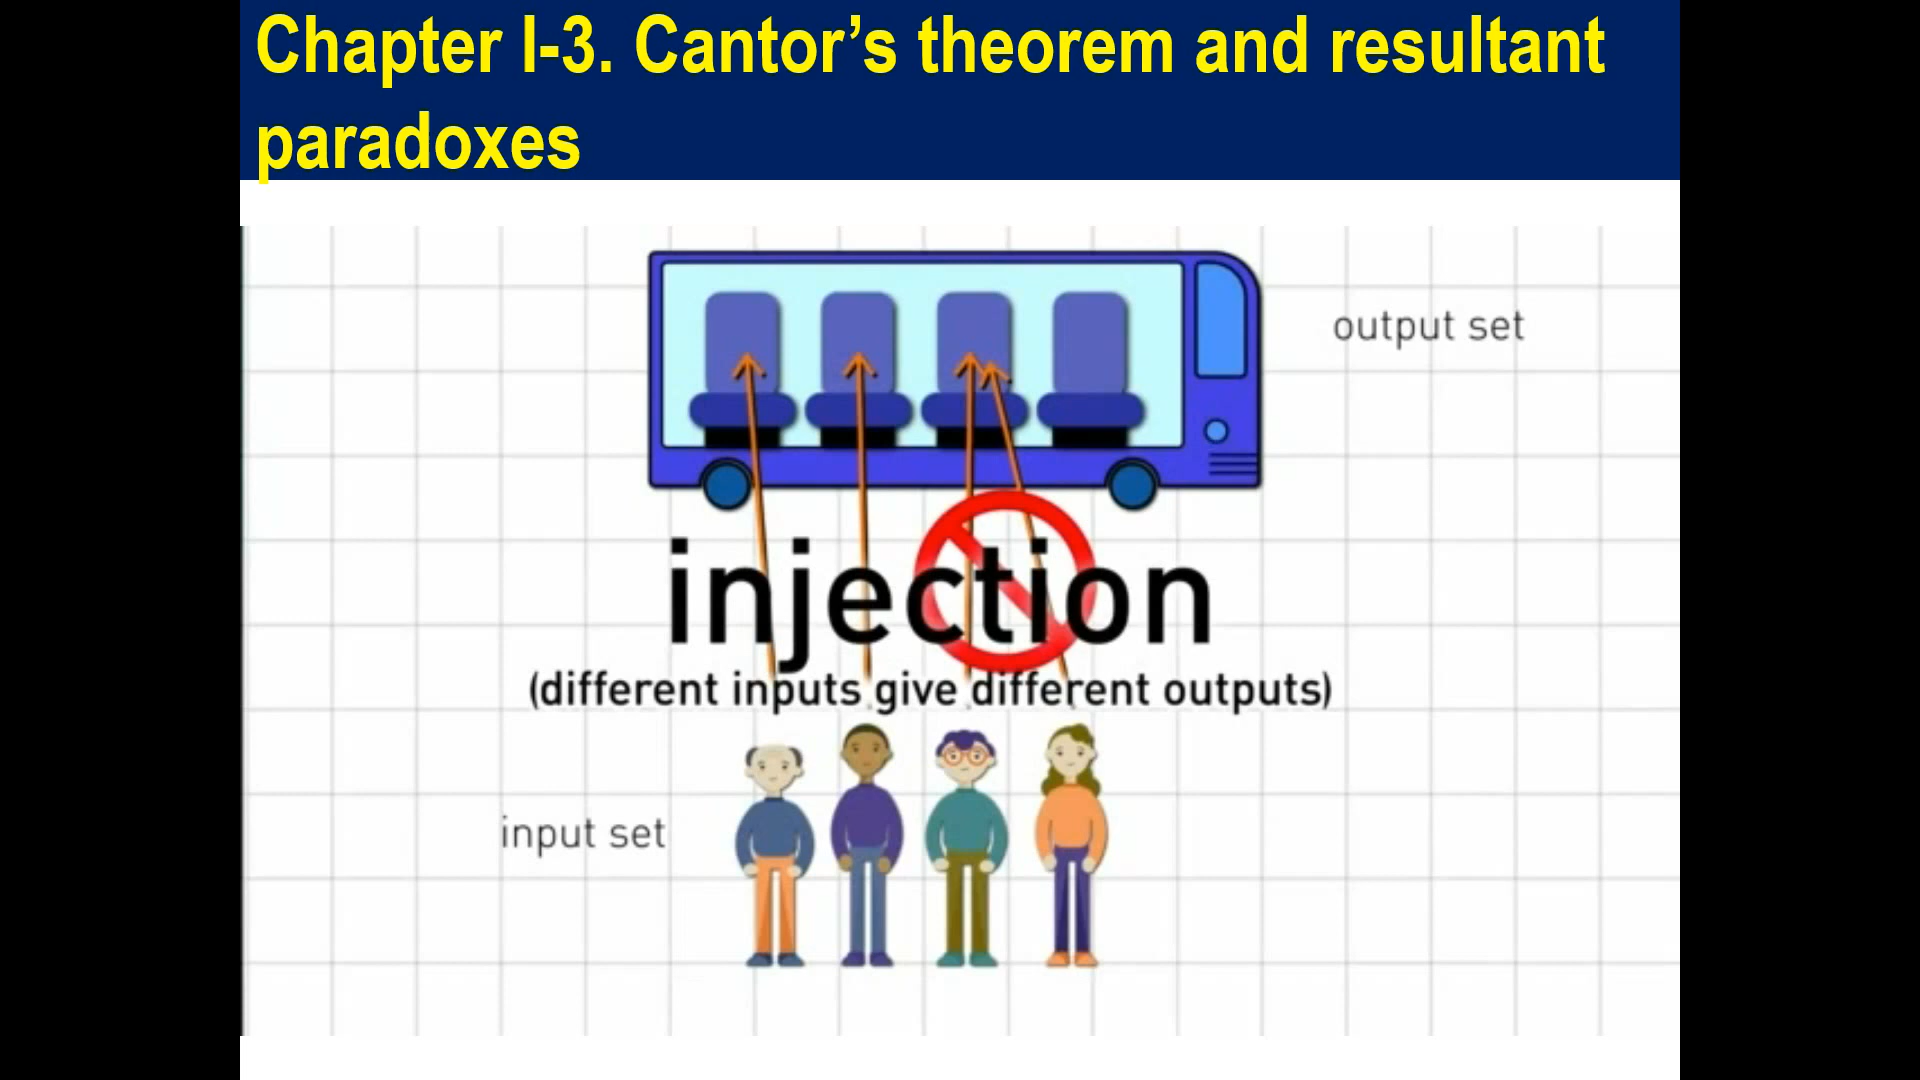 Chapter I-3. Cantor’s theorem and resultant
paradoxes
output set
injection
(different inputs give different outputs)
input set